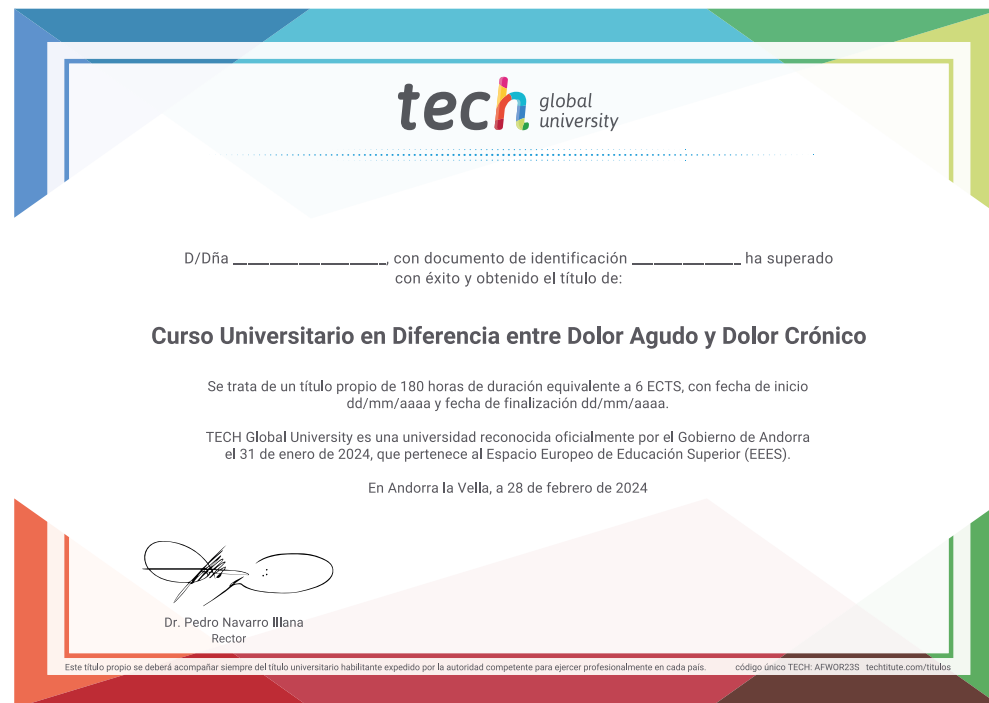 tech global university
D/Dña ______________________, con documento de identificación ________________ ha superado
con éxito y obtenido el título de:
Curso Universitario en Diferencia entre Dolor Agudo y Dolor Crónico
Se trata de un título propio de 180 horas de duración equivalente a 6 ECTS, con fecha de inicio
dd/mm/aaaa y fecha de finalización dd/mm/aaaa.
TECH Global University es una universidad reconocida oficialmente por el Gobierno de Andorra
el 31 de enero de 2024, que pertenece al Espacio Europeo de Educación Superior (EEES).
En Andorra la Vella, a 28 de febrero de 2024
Dr. Pedro Navarro Illana
Rector
Este título propio se deberá acompañar siempre del título universitario habilitante expedido por la autoridad competente para ejercer profesionalmente en cada país.
código único TECH: AFWOR23S techtitute.com/titulos